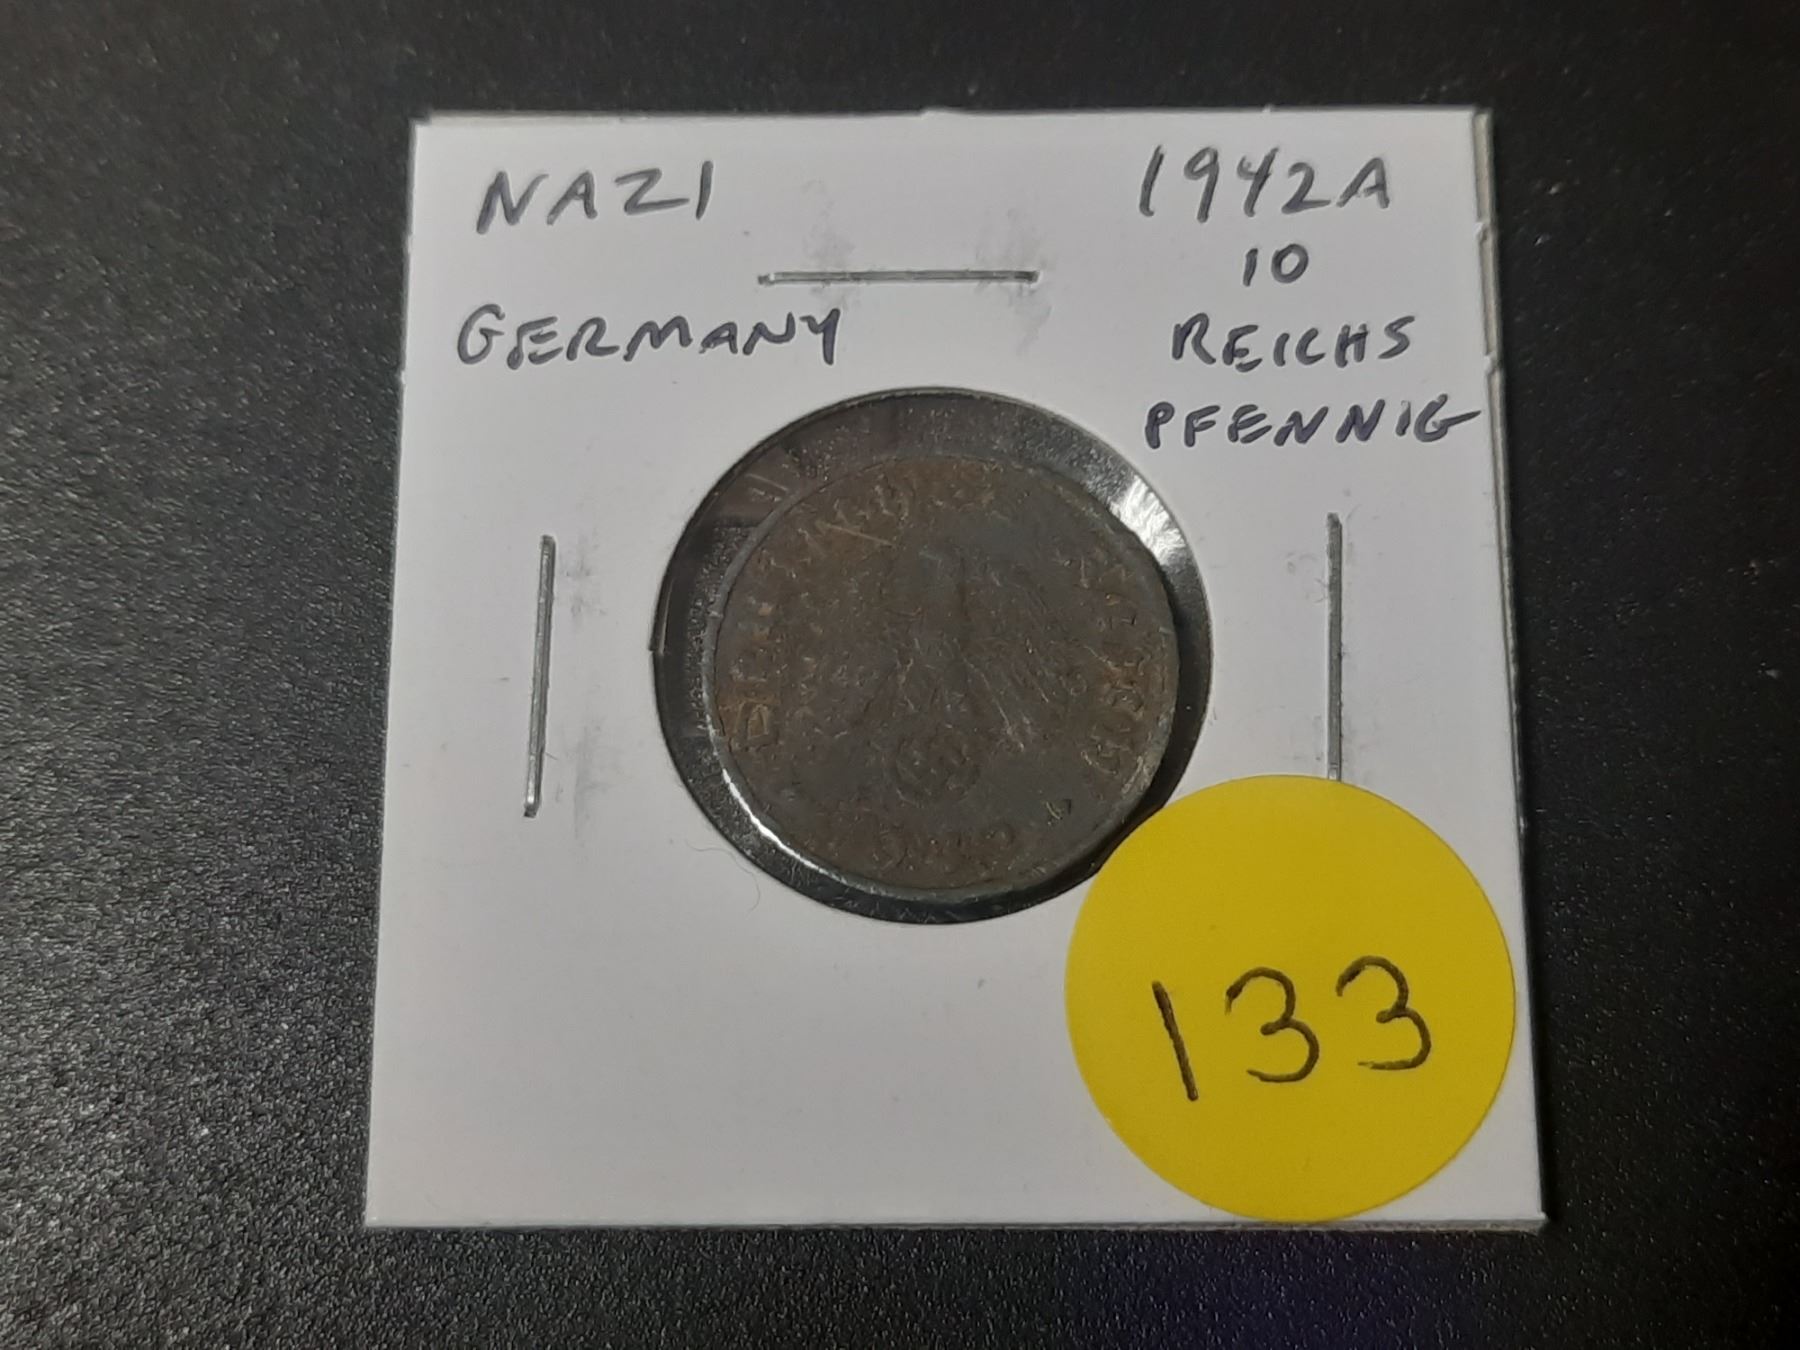 NAZI
GERMANY
1942A
10
REICHS
PFENNIG
133